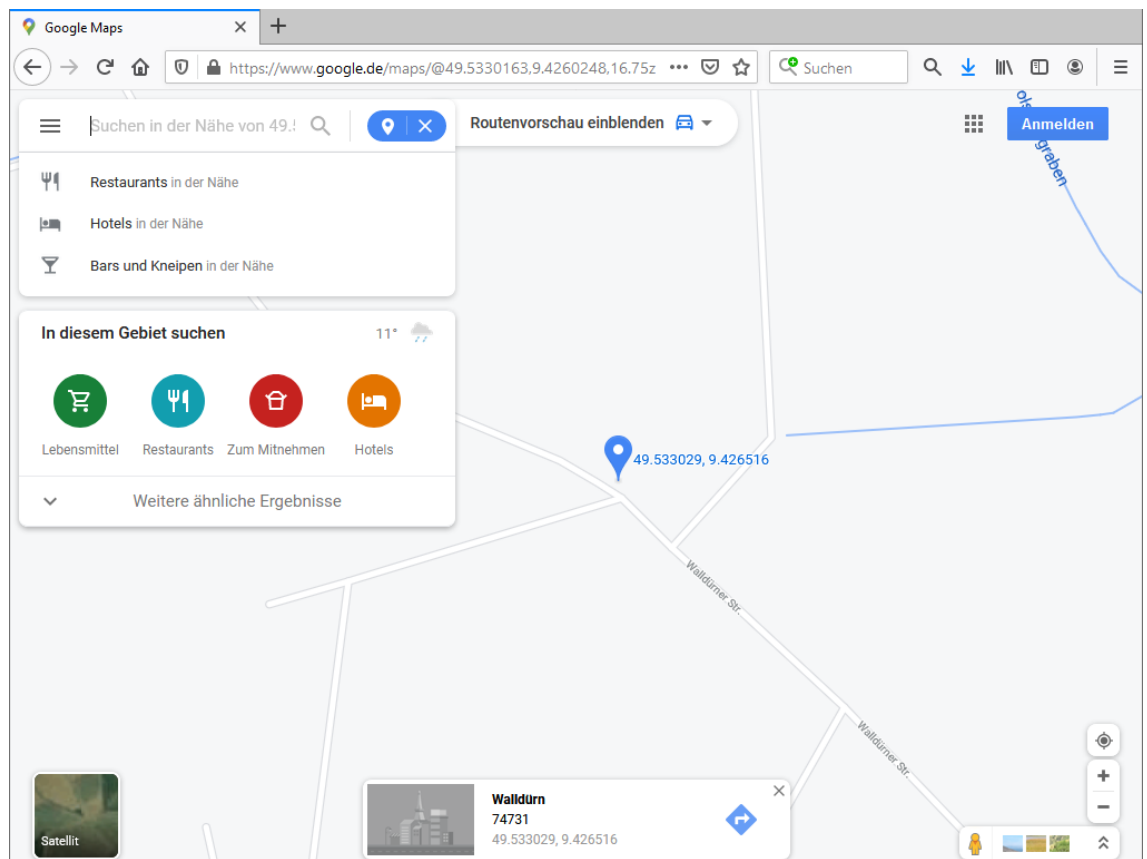 Google Maps
https://www.google.de/maps/@49.5330163,9.4260248,16.75z
Suchen
Suchen in der Nähe von 49.5
Routenvorschau einblenden
Anmelden
Restaurants in der Nähe
Hotels in der Nähe
Bars und Kneipen in der Nähe
In diesem Gebiet suchen 11°
Lebensmittel Restaurants Zum Mitnehmen Hotels
Weitere ähnliche Ergebnisse
graben
49.533029, 9.426516
Walldürner Str.
Walldürner Str.
Satellit
Walldürn
74731
49.533029, 9.426516